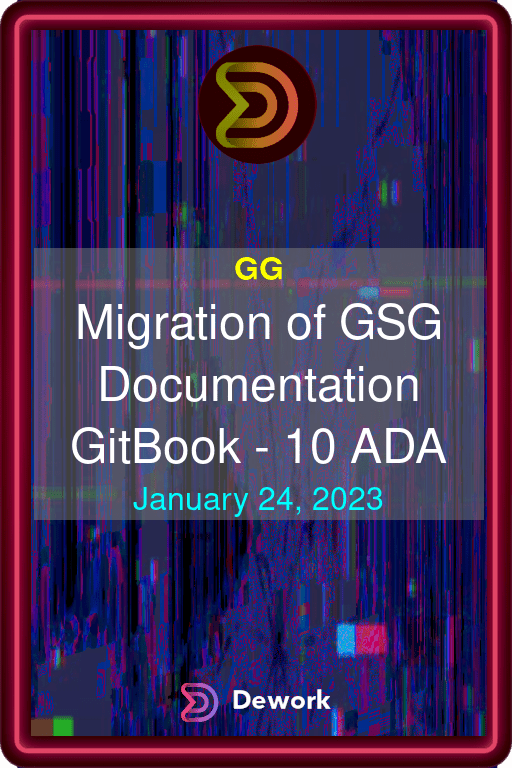 GG
Migration of GSG
Documentation
GitBook - 10 ADA
January 24, 2023
Dework